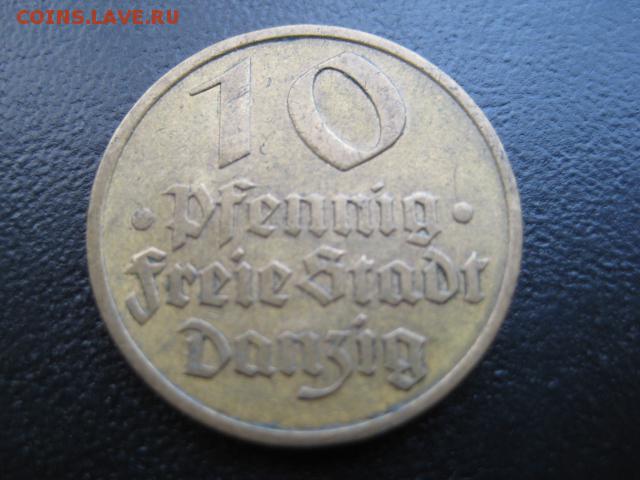 COINS.LAVE.RU
10
• Pfennig •
Freie Stadt
Danzig